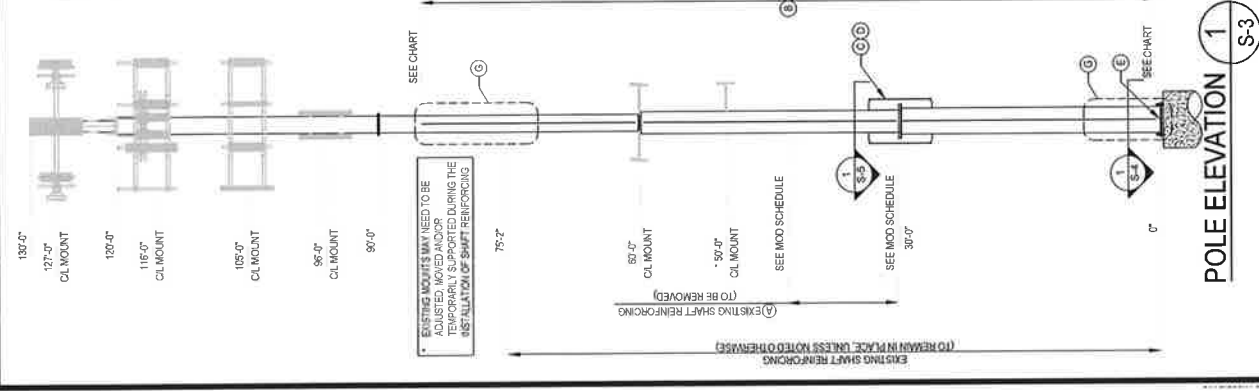 130'-0"
127'-0"
C/L MOUNT
120'-0"
116'-0"
C/L MOUNT
105'-0"
C/L MOUNT
96'-0"
C/L MOUNT
90'-0"
SEE CHART
* EXISTING MOUNTS MAY NEED TO BE
ADJUSTED, MOVED AND/OR
TEMPORARILY SUPPORTED DURING THE
INSTALLATION OF SHAFT REINFORCING
G
75'-2"
60'-0"
C/L MOUNT
* 50'-0"
C/L MOUNT
B
SEE MOD SCHEDULE
C D
1
S-5
SEE MOD SCHEDULE
30'-0"
A EXISTING SHAFT REINFORCING
(TO BE REMOVED)
EXISTING SHAFT REINFORCING
(TO REMAIN IN PLACE, UNLESS NOTED OTHERWISE)
G
E
1
S-4
SEE CHART
0"
POLE ELEVATION
1
S-3